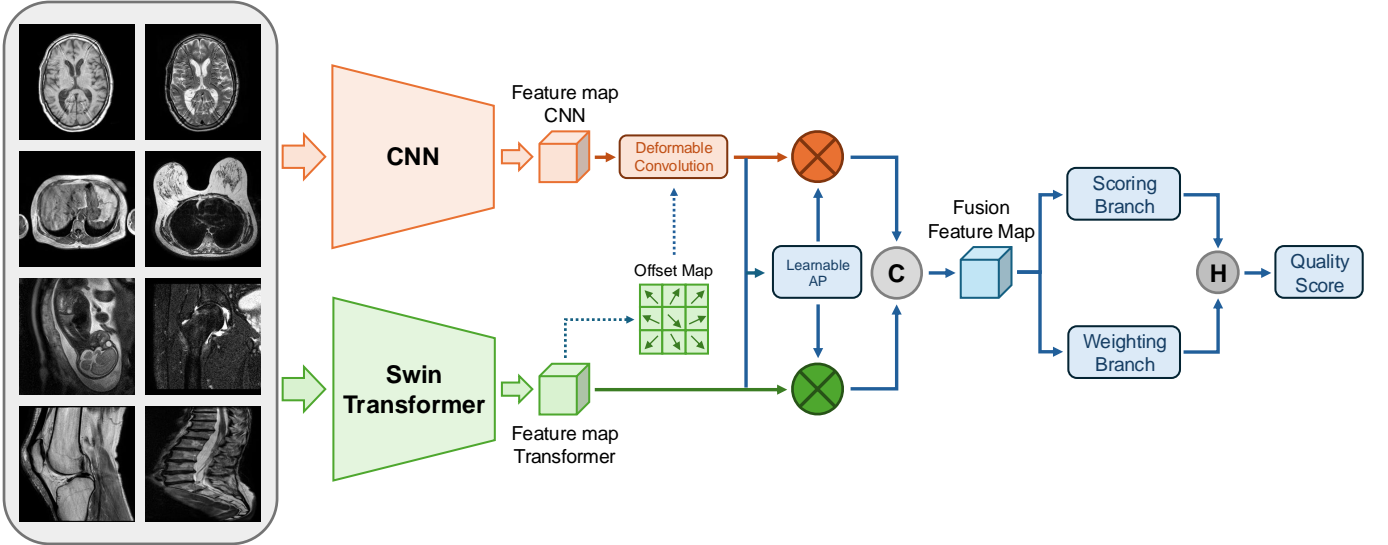 CNN
Feature map
CNN
Deformable
Convolution
Offset Map
Swin
Transformer
Feature map
Transformer
Learnable
AP
C
Fusion
Feature Map
Scoring
Branch
Weighting
Branch
H
Quality
Score